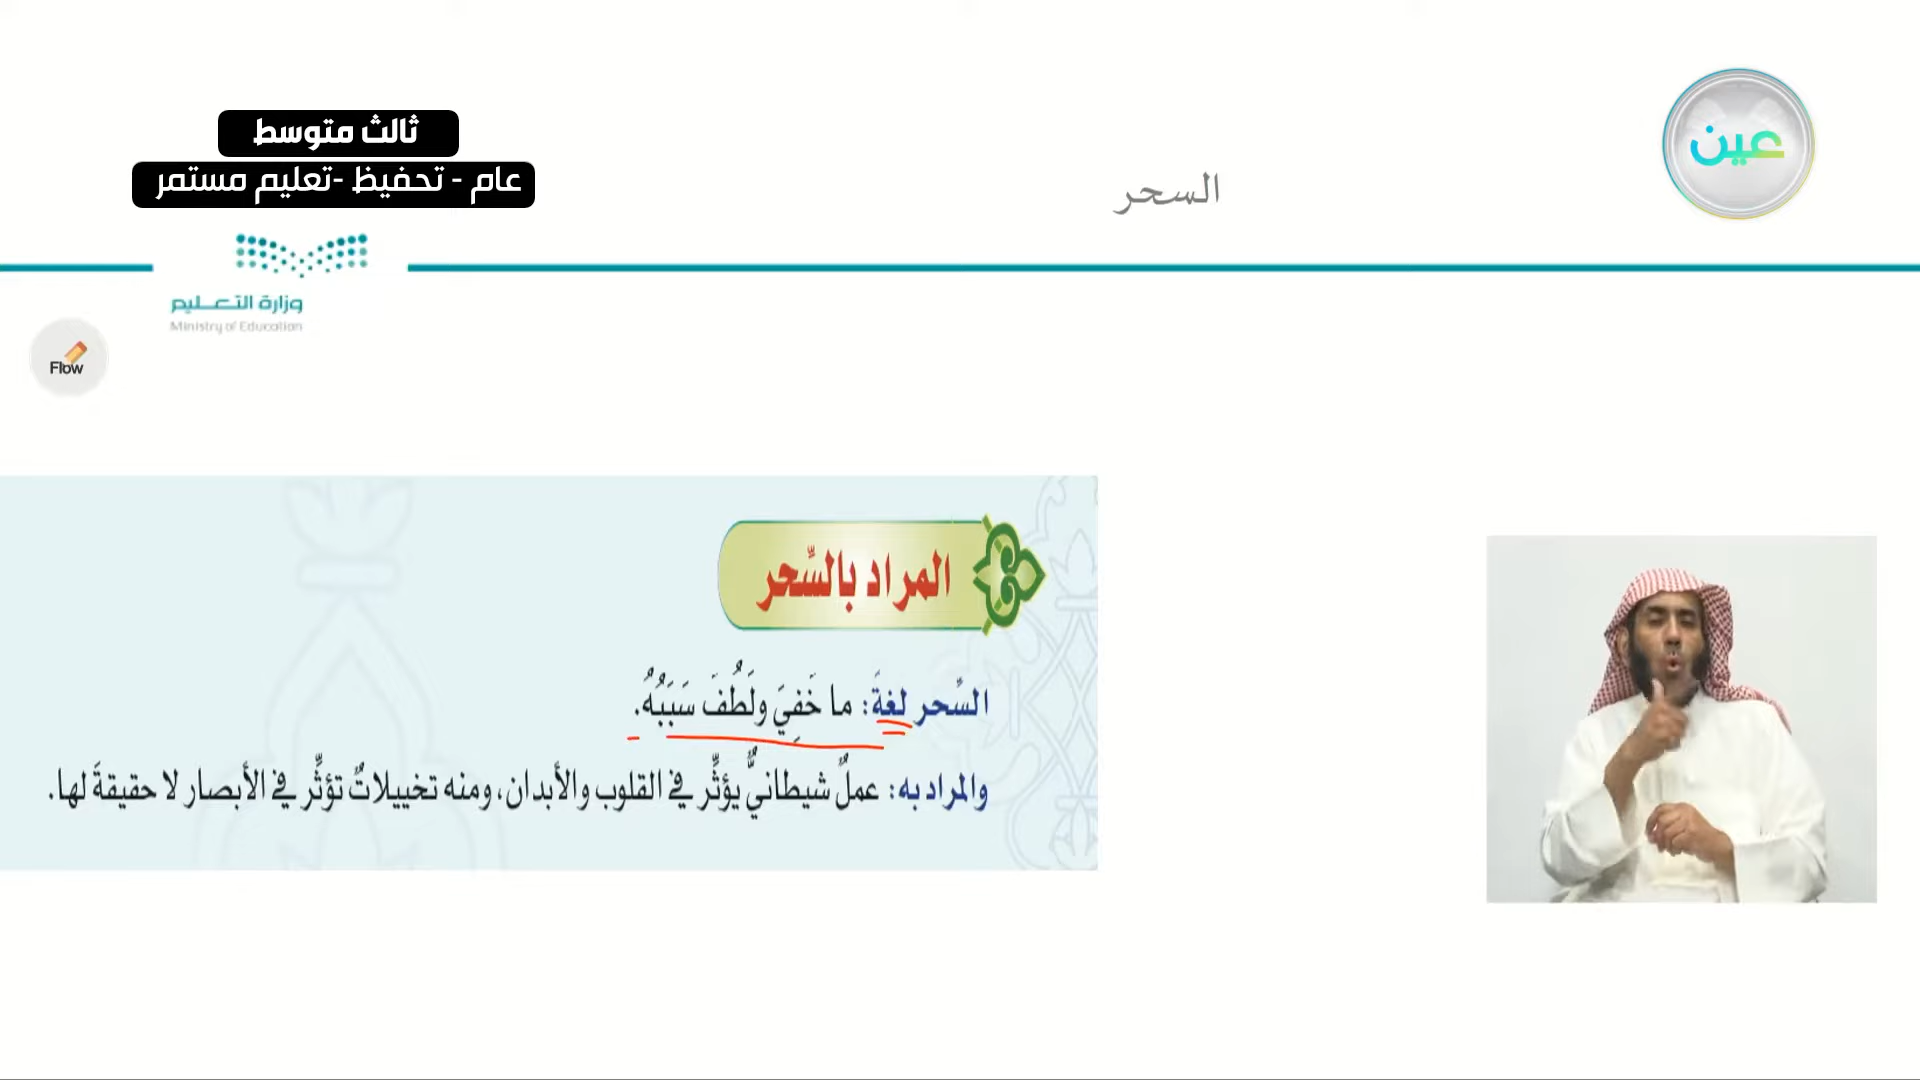 ثالث متوسط
عام - تحفيظ -تعليم مستمر
عين
السحر
وزارة التعليم
Ministry of Education
Flow
المراد بالسِّحر
السِّحر لغةً: ما خَفِيَ ولَطُفَ سَبَبُهُ.
والمراد به: عملٌ شيطانيٌّ يؤثِّر في القلوب والأبدان، ومنه تخييلاتٌ تؤثِّر في الأبصار لا حقيقةَ لها.